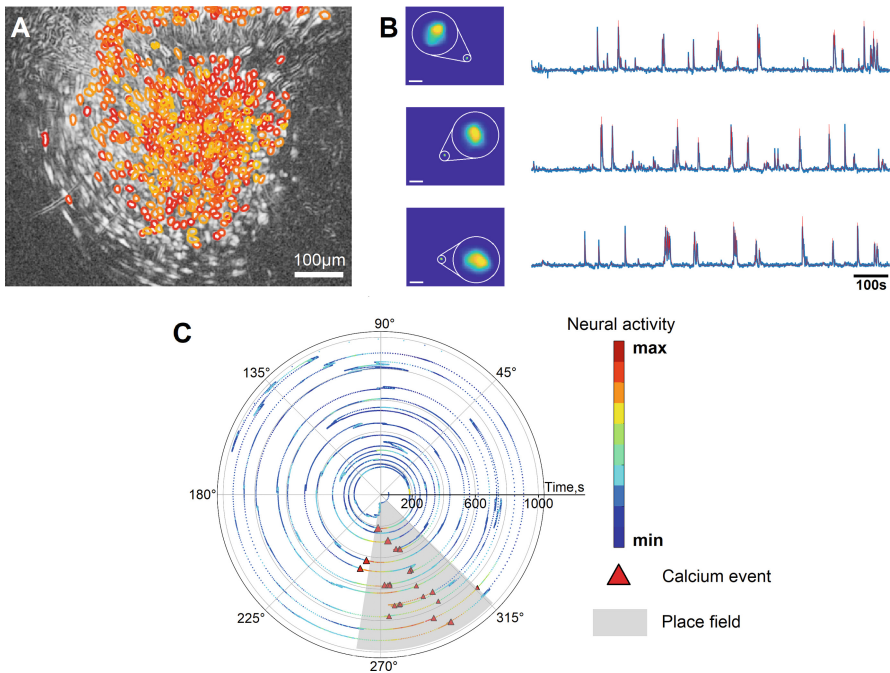 A
100µm
B
100s
C
90°
45°
135°
180°
225°
270°
315°
Time,s
200
600
1000
Neural activity
max
min
Calcium event
Place field